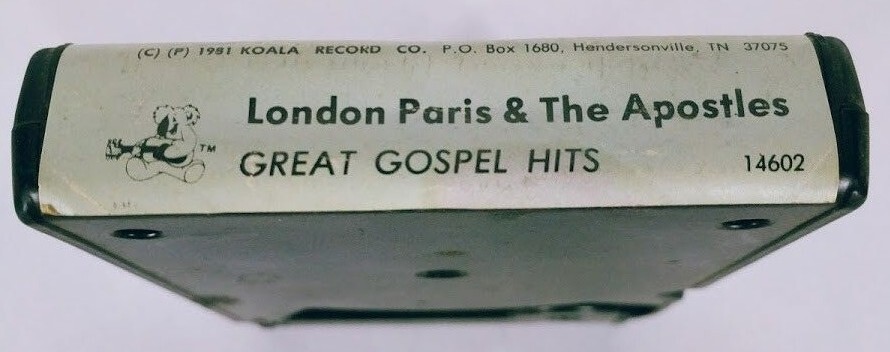 (C) (P) 1981 KOALA RECORD CO. P.O. Box 1680, Hendersonville, TN 37075
London Paris & The Apostles
TM
GREAT GOSPEL HITS 14602